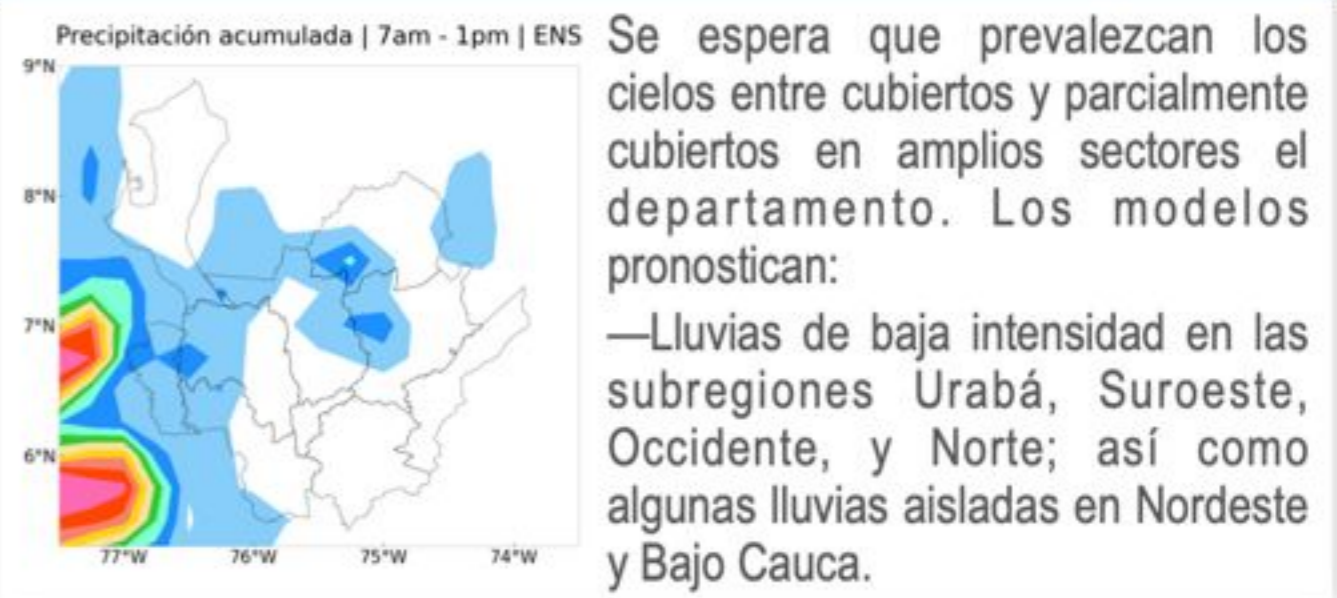 Precipitación acumulada | 7am - 1pm | ENS
9°N
8°N
7°N
6°N
77°W 76°W 75°W 74°W
Se espera que prevalezcan los
cielos entre cubiertos y parcialmente
cubiertos en amplios sectores el
departamento. Los modelos
pronostican:
—Lluvias de baja intensidad en las
subregiones Urabá, Suroeste,
Occidente, y Norte; así como
algunas lluvias aisladas en Nordeste
y Bajo Cauca.